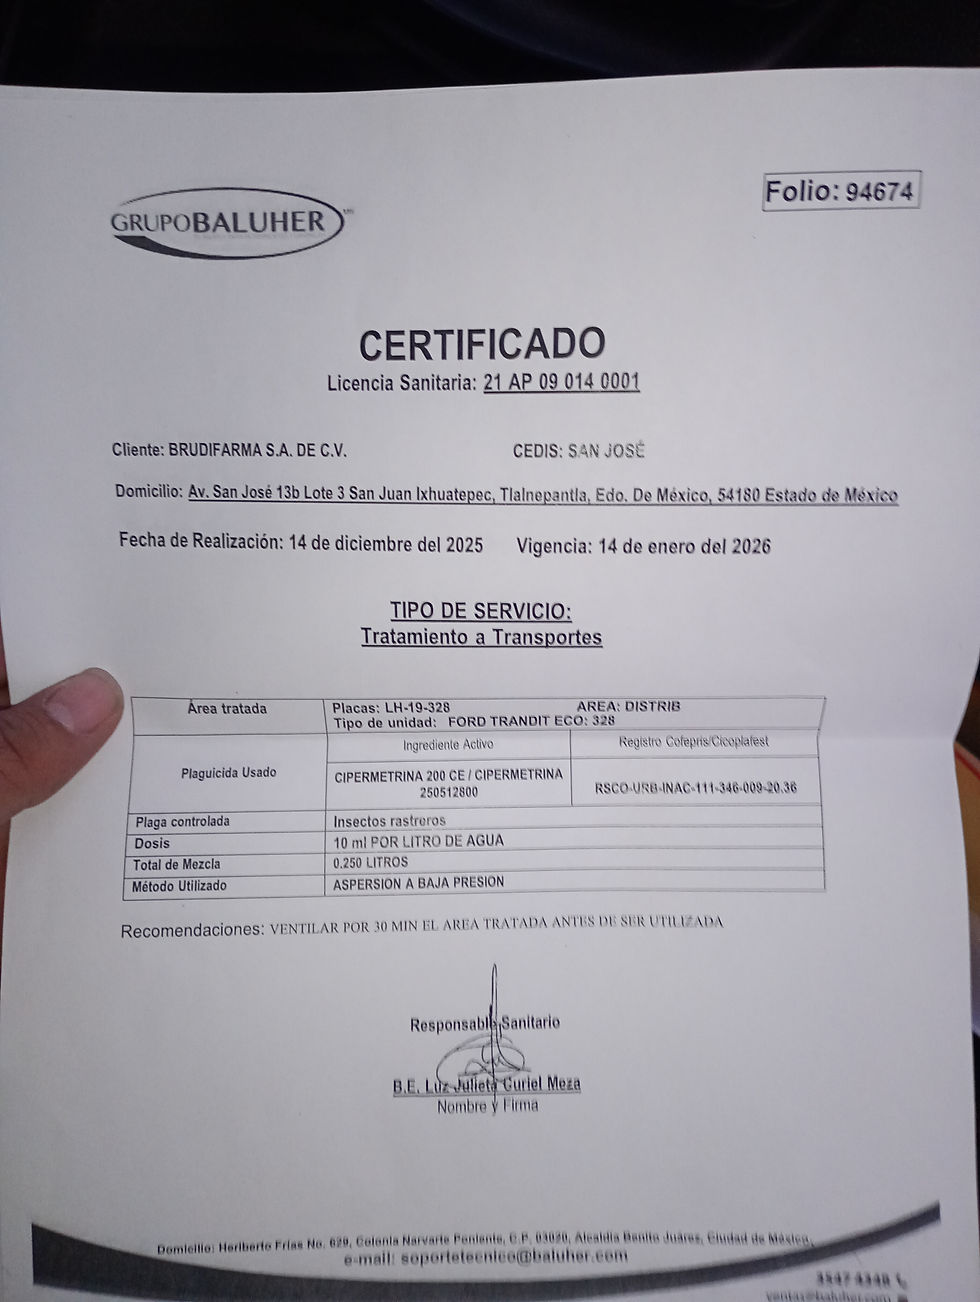 GRUPOBALUHER
Folio: 94674
CERTIFICADO
Licencia Sanitaria: 21 AP 09 014 0001
Cliente: BRUDIFARMA S.A. DE C.V. CEDIS: SAN JOSÉ
Domicilio: Av. San José 13b Lote 3 San Juan Ixhuatepec, Tlalnepantla, Edo. De México, 54180 Estado de México
Fecha de Realización: 14 de diciembre del 2025 Vigencia: 14 de enero del 2026
TIPO DE SERVICIO:
Tratamiento a Transportes
Área tratada Placas: LH-19-328 AREA: DISTRIB
Tipo de unidad: FORD TRANDIT ECO: 328
Plaguicida Usado Ingrediente Activo Registro Cofepris/Cicoplafest
CIPERMETRINA 200 CE / CIPERMETRINA
250512800 RSCO-URB-INAC-111-346-009-20.36
Plaga controlada Insectos rastreros
Dosis 10 ml POR LITRO DE AGUA
Total de Mezcla 0.250 LITROS
Método Utilizado ASPERSION A BAJA PRESION
Recomendaciones: VENTILAR POR 30 MIN EL AREA TRATADA ANTES DE SER UTILIZADA
Responsable Sanitario
B.E. Luz Julieta Curiel Meza
Nombre y Firma
Domicilio: Heriberto Frias No. 629, Colonia Narvarte Poniente, C.P. 03020, Alcaldia Benito Juárez, Ciudad de México,
e-mail: soportetecnico@baluher.com
ventas@baluher.com